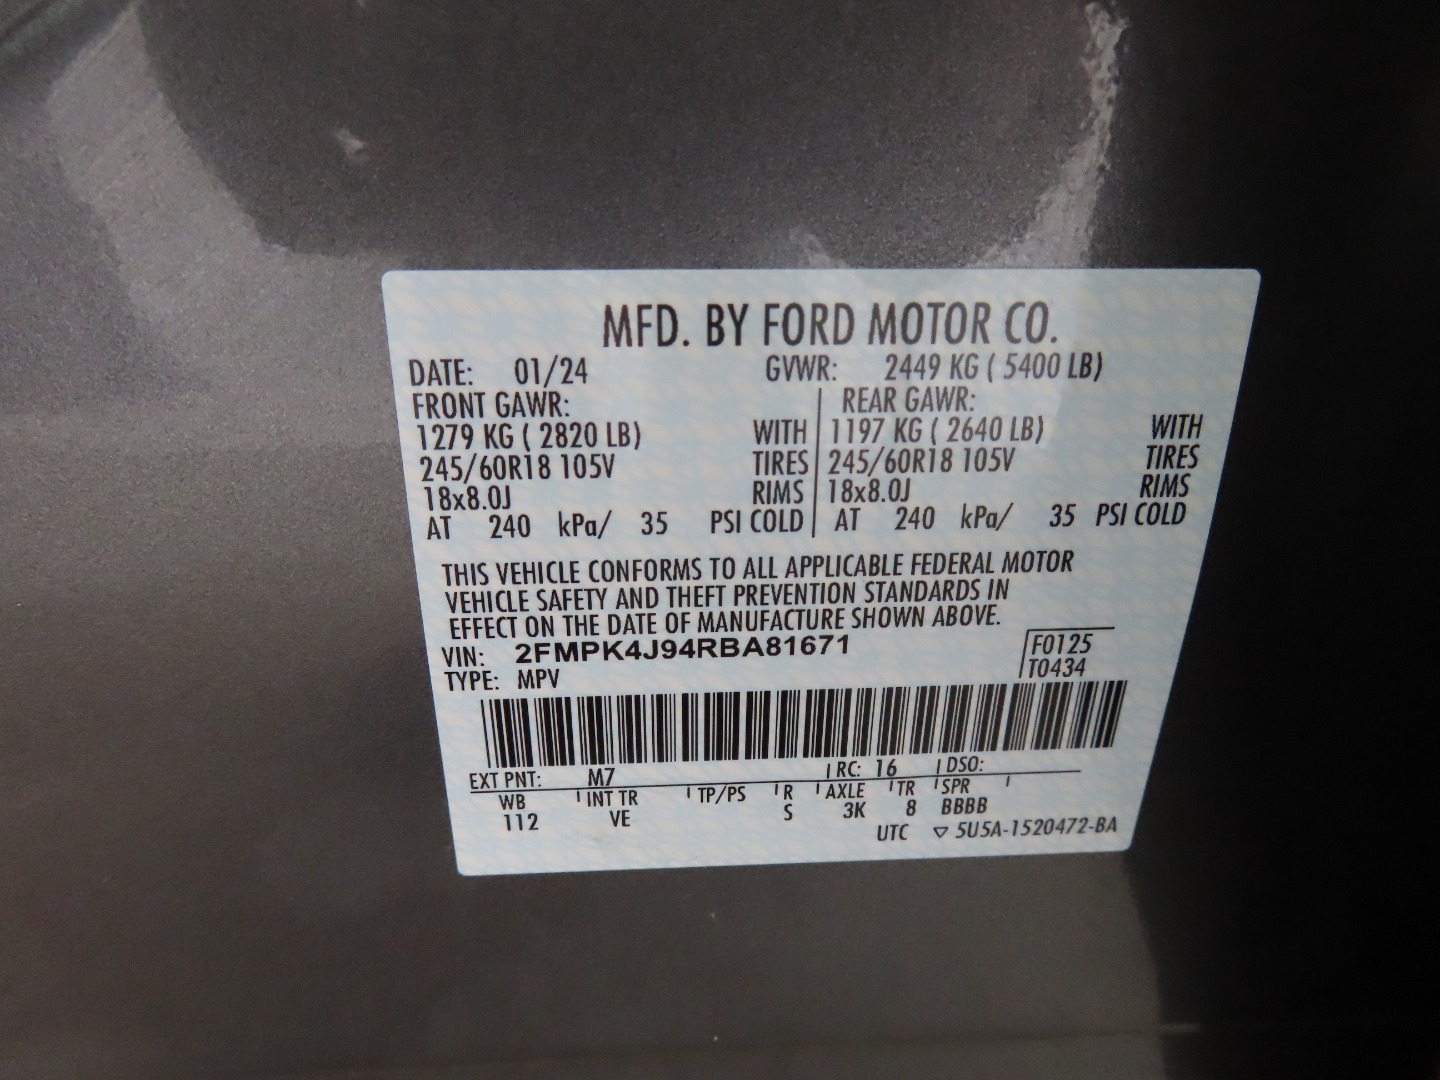 MFD. BY FORD MOTOR CO.
DATE: 01/24 GVWR: 2449 KG ( 5400 LB)
FRONT GAWR: REAR GAWR:
1279 KG ( 2820 LB) WITH 1197 KG ( 2640 LB) WITH
245/60R18 105V TIRES 245/60R18 105V TIRES
18x8.0J RIMS 18x8.0J RIMS
AT 240 kPa/ 35 PSI COLD AT 240 kPa/ 35 PSI COLD
THIS VEHICLE CONFORMS TO ALL APPLICABLE FEDERAL MOTOR
VEHICLE SAFETY AND THEFT PREVENTION STANDARDS IN
EFFECT ON THE DATE OF MANUFACTURE SHOWN ABOVE.
VIN: 2FMPK4J94RBA81671 F0125
TYPE: MPV T0434
EXT PNT: M7 RC: 16 DSO:
WB INT TR TP/PS R AXLE TR SPR
112 VE S 3K 8 BBBB
UTC ▽ 5U5A-1520472-BA